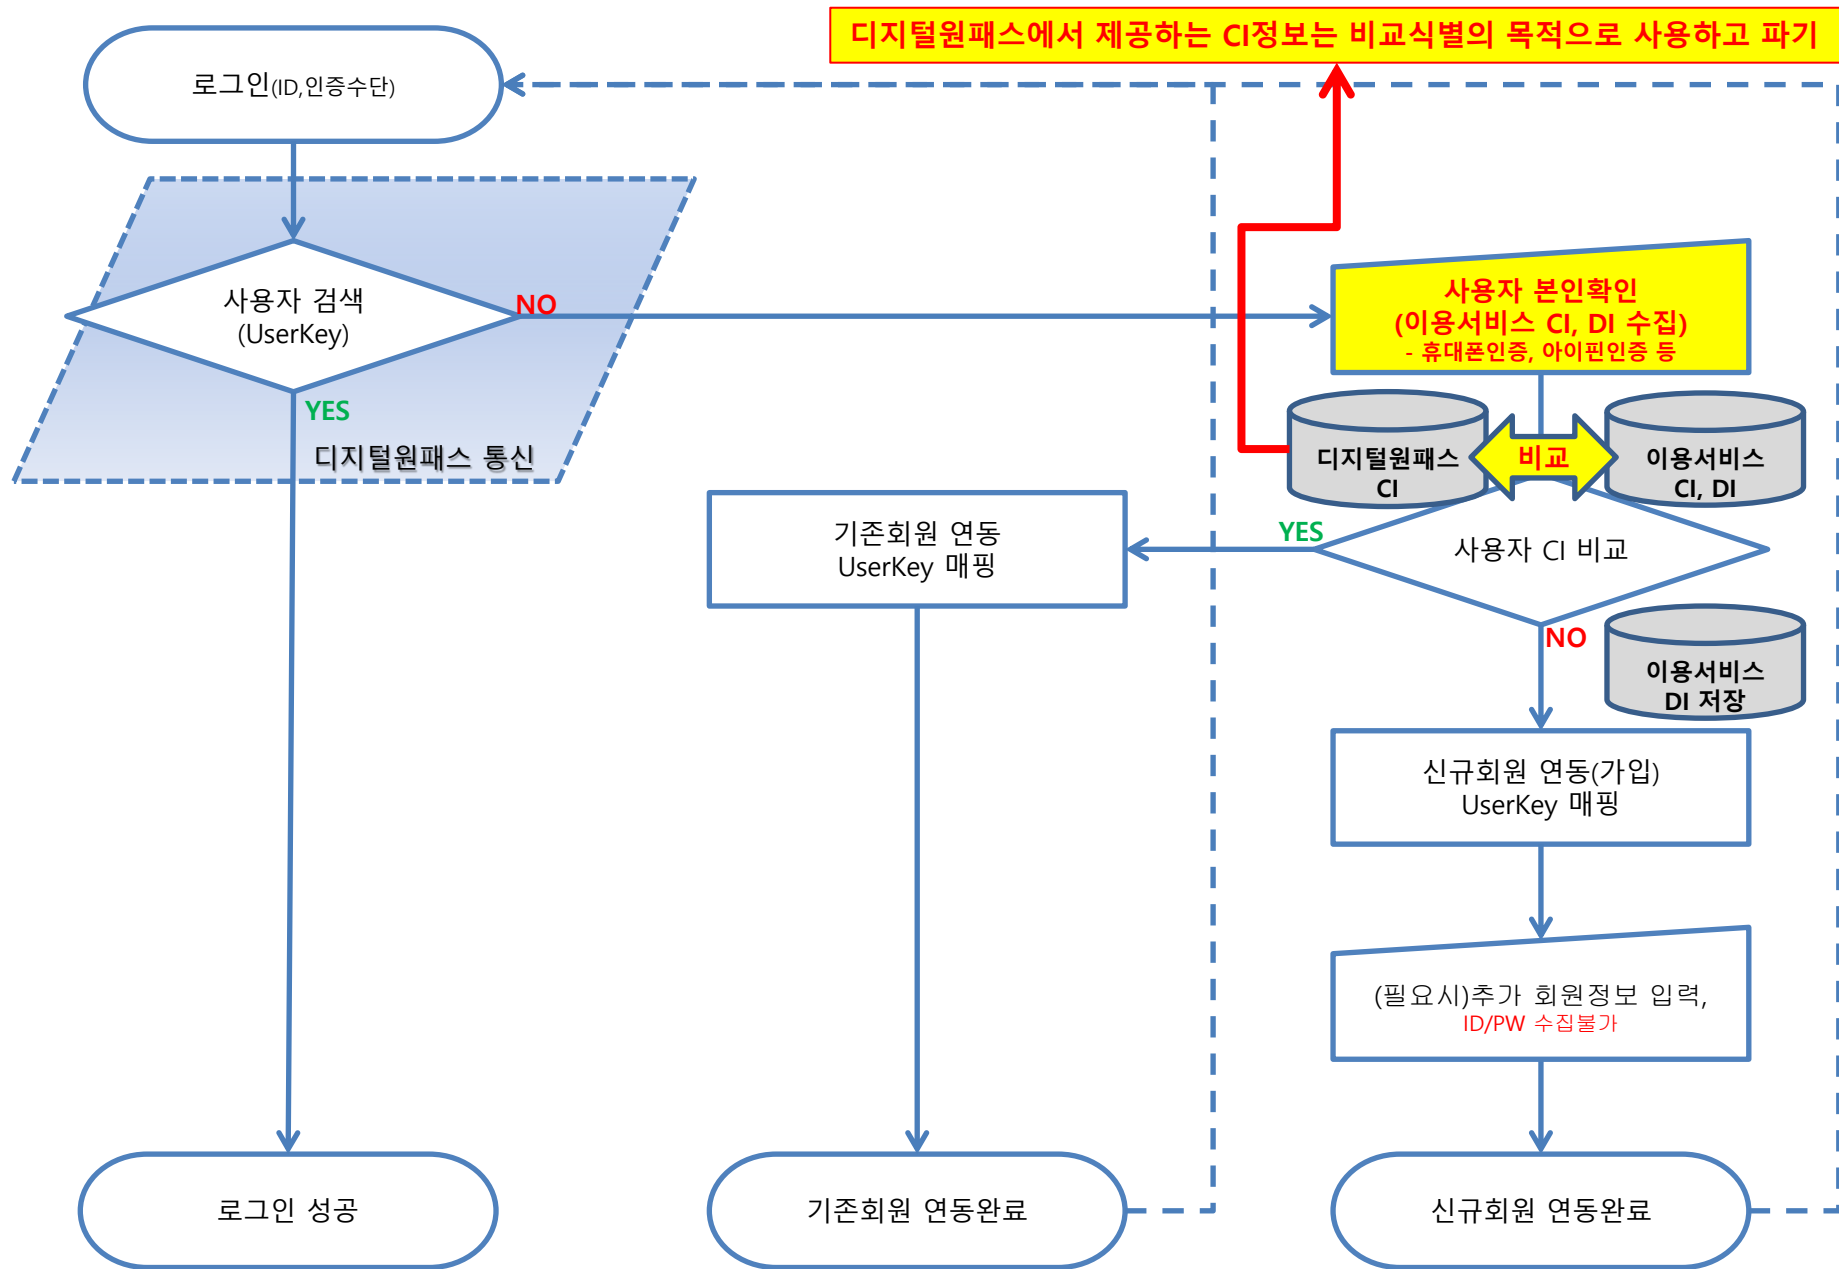 디지털원패스에서 제공하는 CI정보는 비교식별의 목적으로 사용하고 파기
로그인(ID,인증수단)
사용자 검색
(UserKey)
NO
YES
디지털원패스 통신
사용자 본인확인
(이용서비스 CI, DI 수집)
- 휴대폰인증, 아이핀인증 등
디지털원패스
CI
비교
이용서비스
CI, DI
기존회원 연동
UserKey 매핑
YES
사용자 CI 비교
NO
이용서비스
DI 저장
신규회원 연동(가입)
UserKey 매핑
(필요시)추가 회원정보 입력,
ID/PW 수집불가
로그인 성공
기존회원 연동완료
신규회원 연동완료